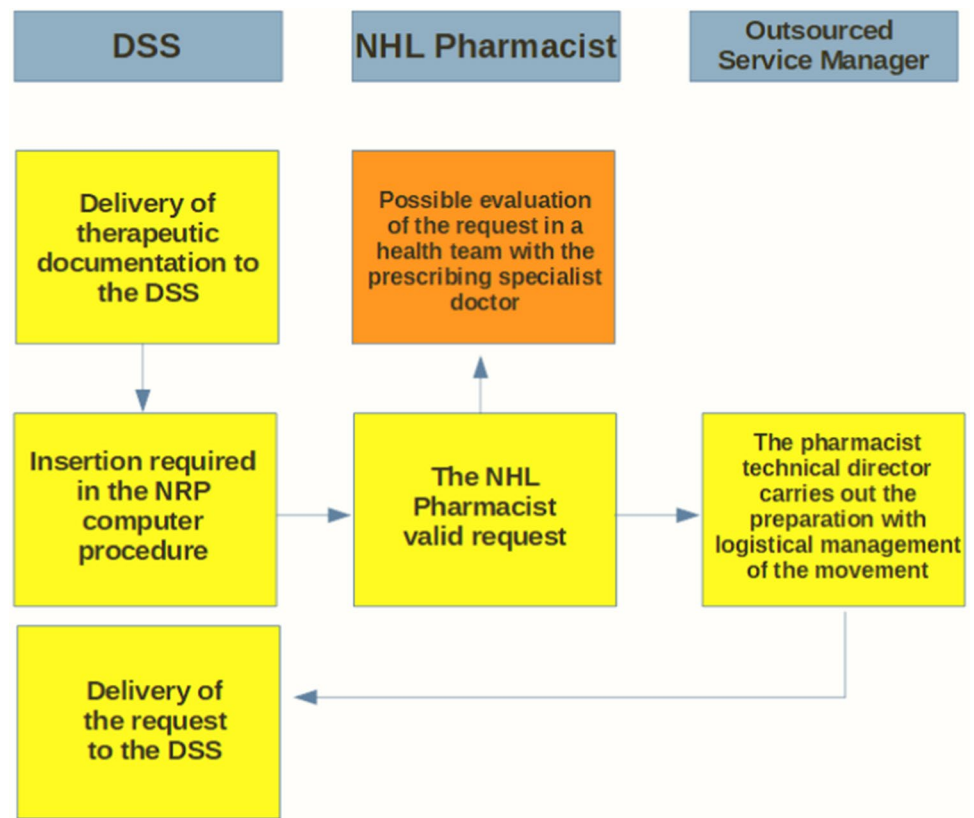 DSS
NHL Pharmacist
Outsourced
Service Manager
Delivery of
therapeutic
documentation to
the DSS
Possible evaluation
of the request in a
health team with the
prescribing specialist
doctor
Insertion required
in the NRP
computer
procedure
The NHL
Pharmacist
valid request
The pharmacist
technical director
carries out the
preparation with
logistical management
of the movement
Delivery of
the request
to the DSS